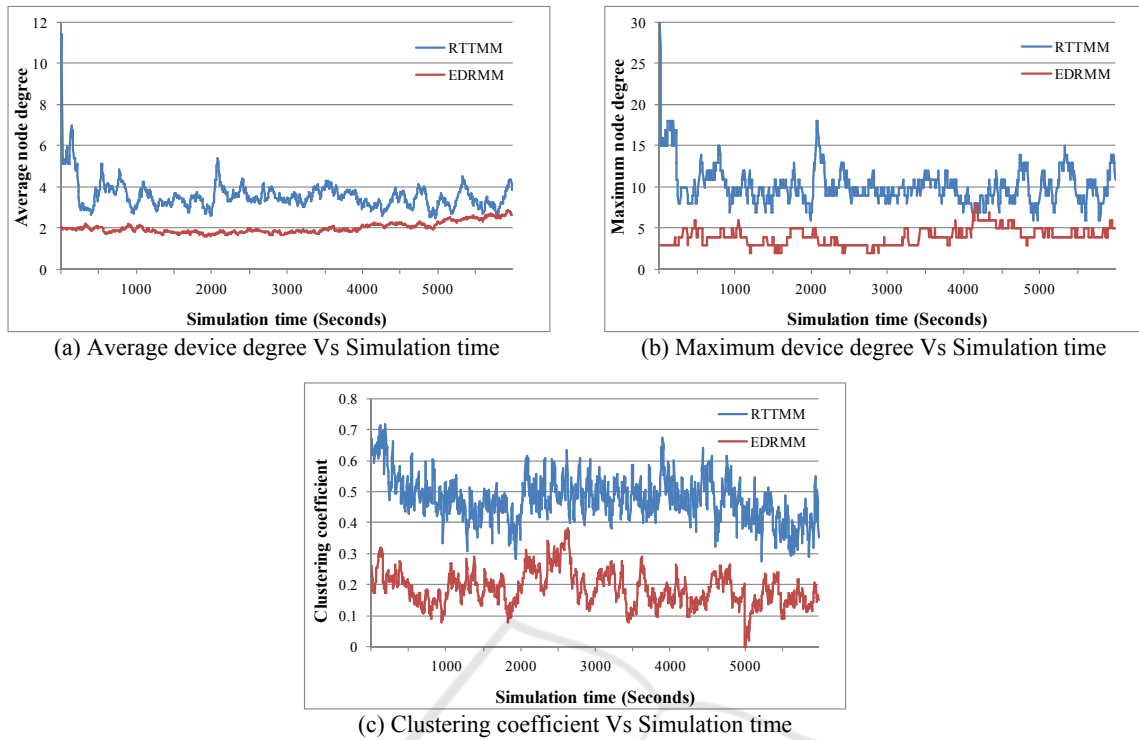 12
10
8
6
4
2
0
Average node degree
RTTMM
EDRMM
1000 2000 3000 4000 5000
Simulation time (Seconds)
(a) Average device degree Vs Simulation time
30
25
20
15
10
5
0
Maximum node degree
RTTMM
EDRMM
1000 2000 3000 4000 5000
Simulation time (Seconds)
(b) Maximum device degree Vs Simulation time
0.8
0.7
0.6
0.5
0.4
0.3
0.2
0.1
0
Clustering coefficient
RTTMM
EDRMM
1000 2000 3000 4000 5000
Simulation time (Seconds)
(c) Clustering coefficient Vs Simulation time